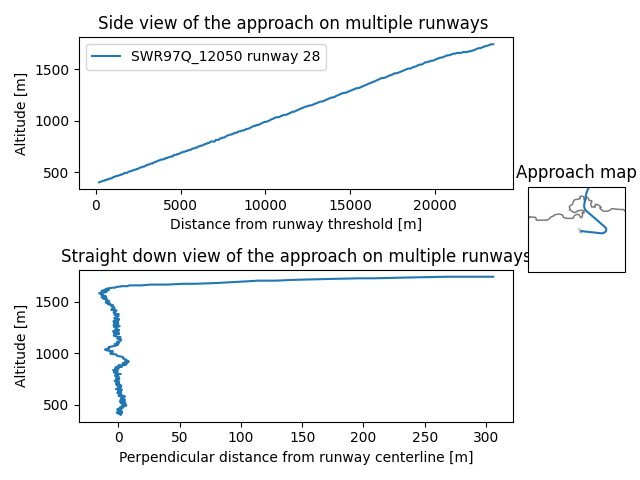 Side view of the approach on multiple runways
SWR97Q_12050 runway 28
1500
1000
500
Altitude [m]
0 5000 10000 15000 20000
Distance from runway threshold [m]
Approach map
Straight down view of the approach on multiple runways
1500
1000
500
Altitude [m]
0 50 100 150 200 250 300
Perpendicular distance from runway centerline [m]